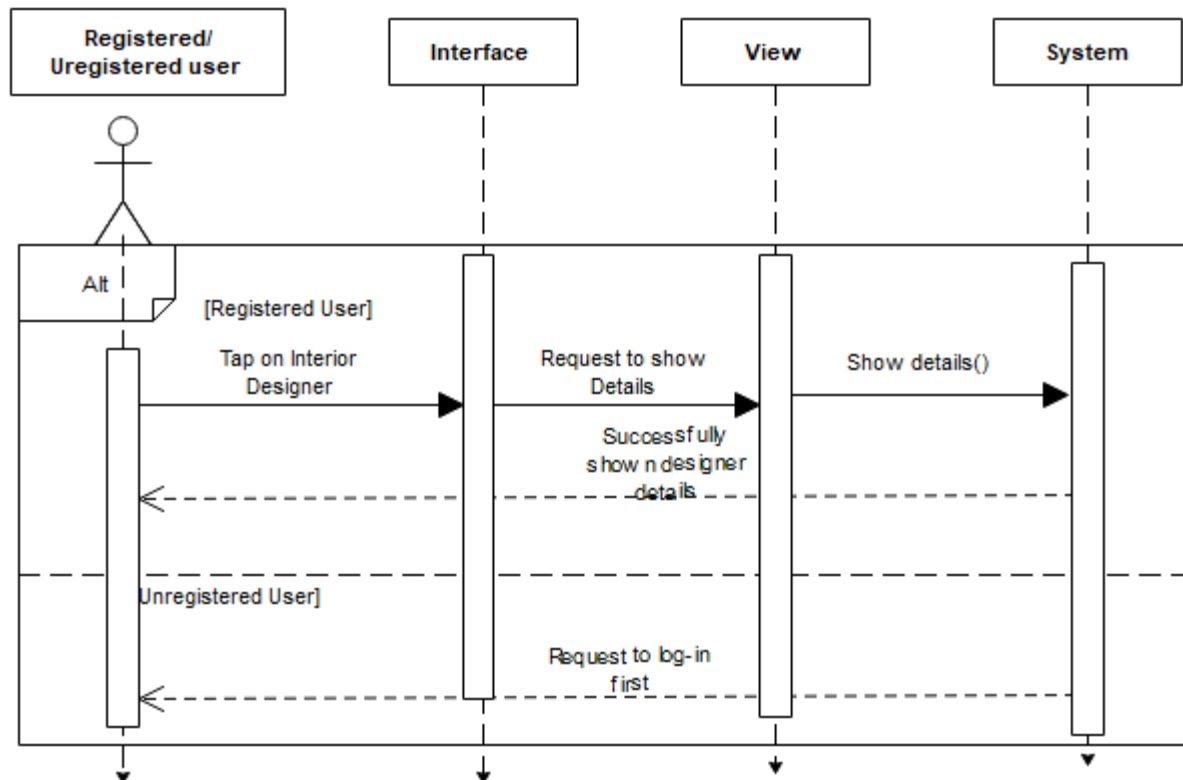 Registered/
Uregistered user
Interface
View
System
Alt
[Registered User]
Tap on Interior
Designer
Request to show
Details
Show details()
Successfully
shown designer
details
Unregistered User]
Request to log-in
first